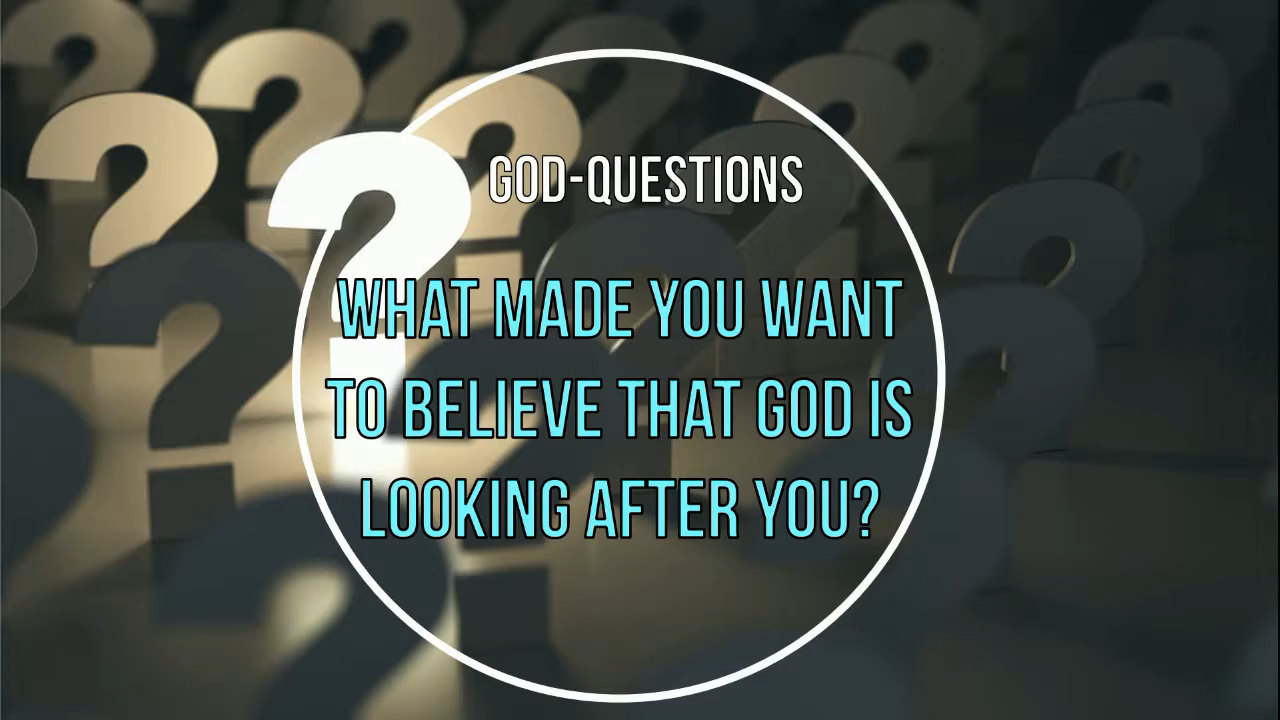 GOD-QUESTIONS
WHAT MADE YOU WANT
TO BELIEVE THAT GOD IS
LOOKING AFTER YOU?